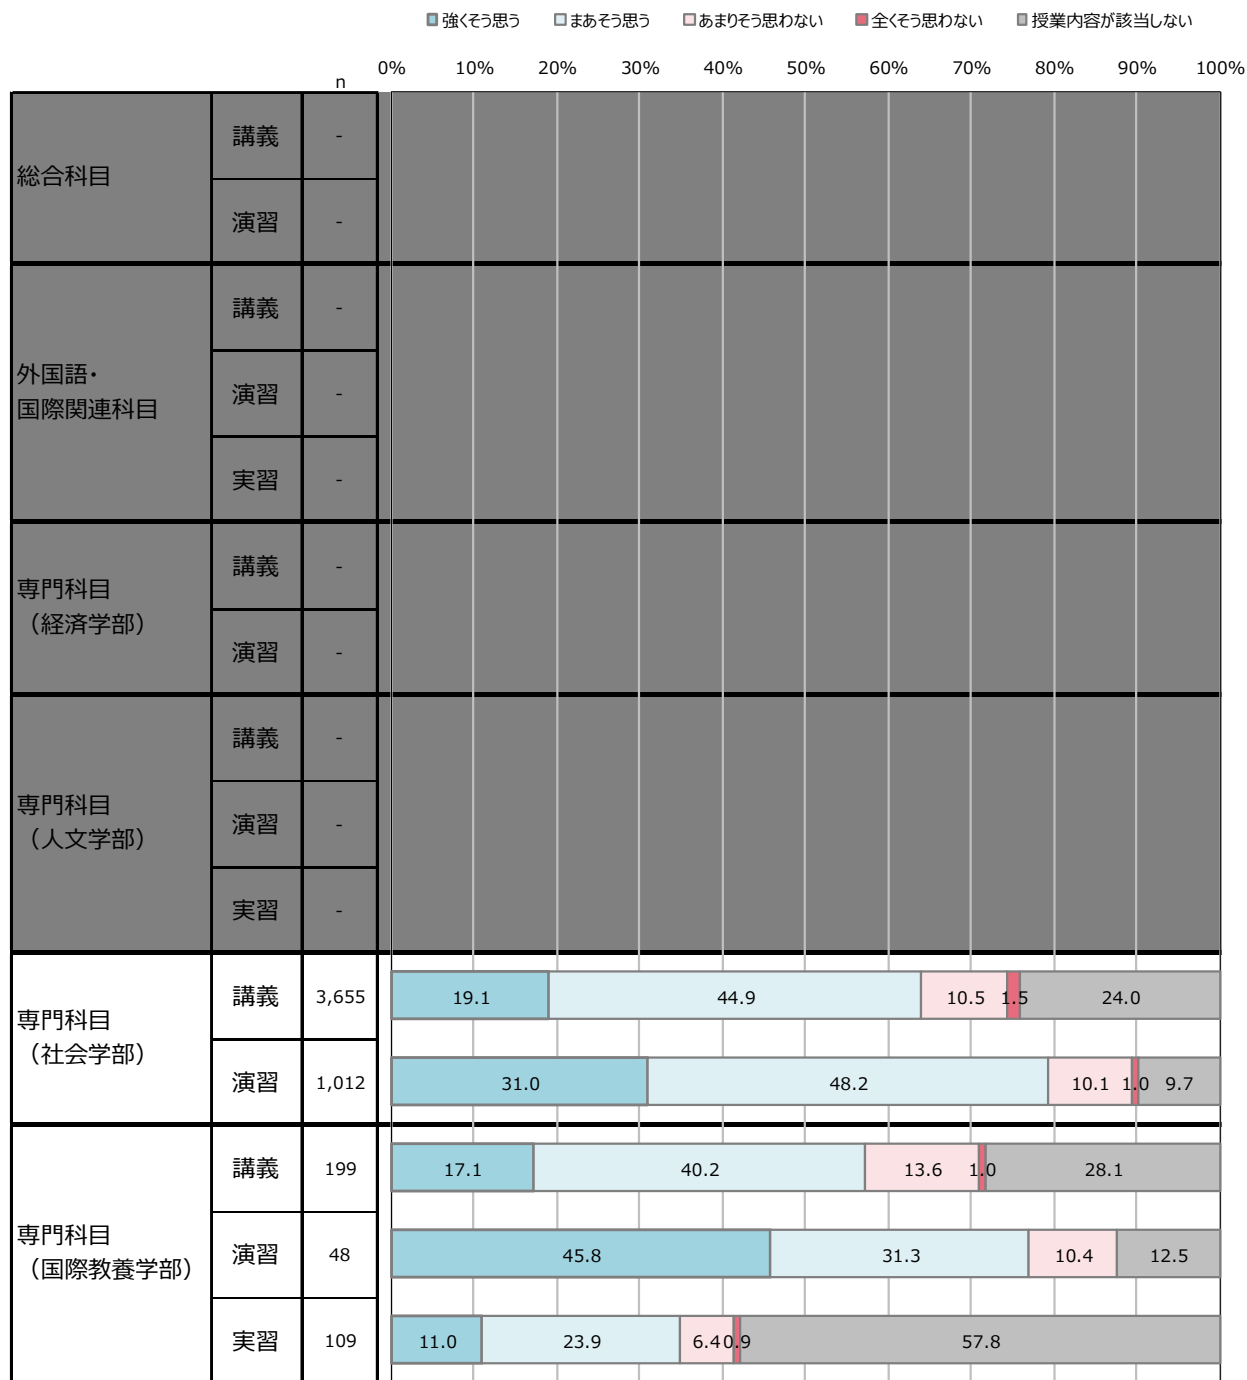 強くそう思う まあそう思う あまりそう思わない 全くそう思わない 授業内容が該当しない
n 0% 10% 20% 30% 40% 50% 60% 70% 80% 90% 100%
総合科目
講義 -
演習 -
外国語・
国際関連科目
講義 -
演習 -
実習 -
専門科目
（経済学部）
講義 -
演習 -
専門科目
（人文学部）
講義 -
演習 -
実習 -
専門科目
（社会学部）
講義 3,655 19.1 44.9 10.5 1.5 24.0
演習 1,012 31.0 48.2 10.1 1.0 9.7
専門科目
（国際教養学部）
講義 199 17.1 40.2 13.6 1.0 28.1
演習 48 45.8 31.3 10.4 12.5
実習 109 11.0 23.9 6.4 0.9 57.8